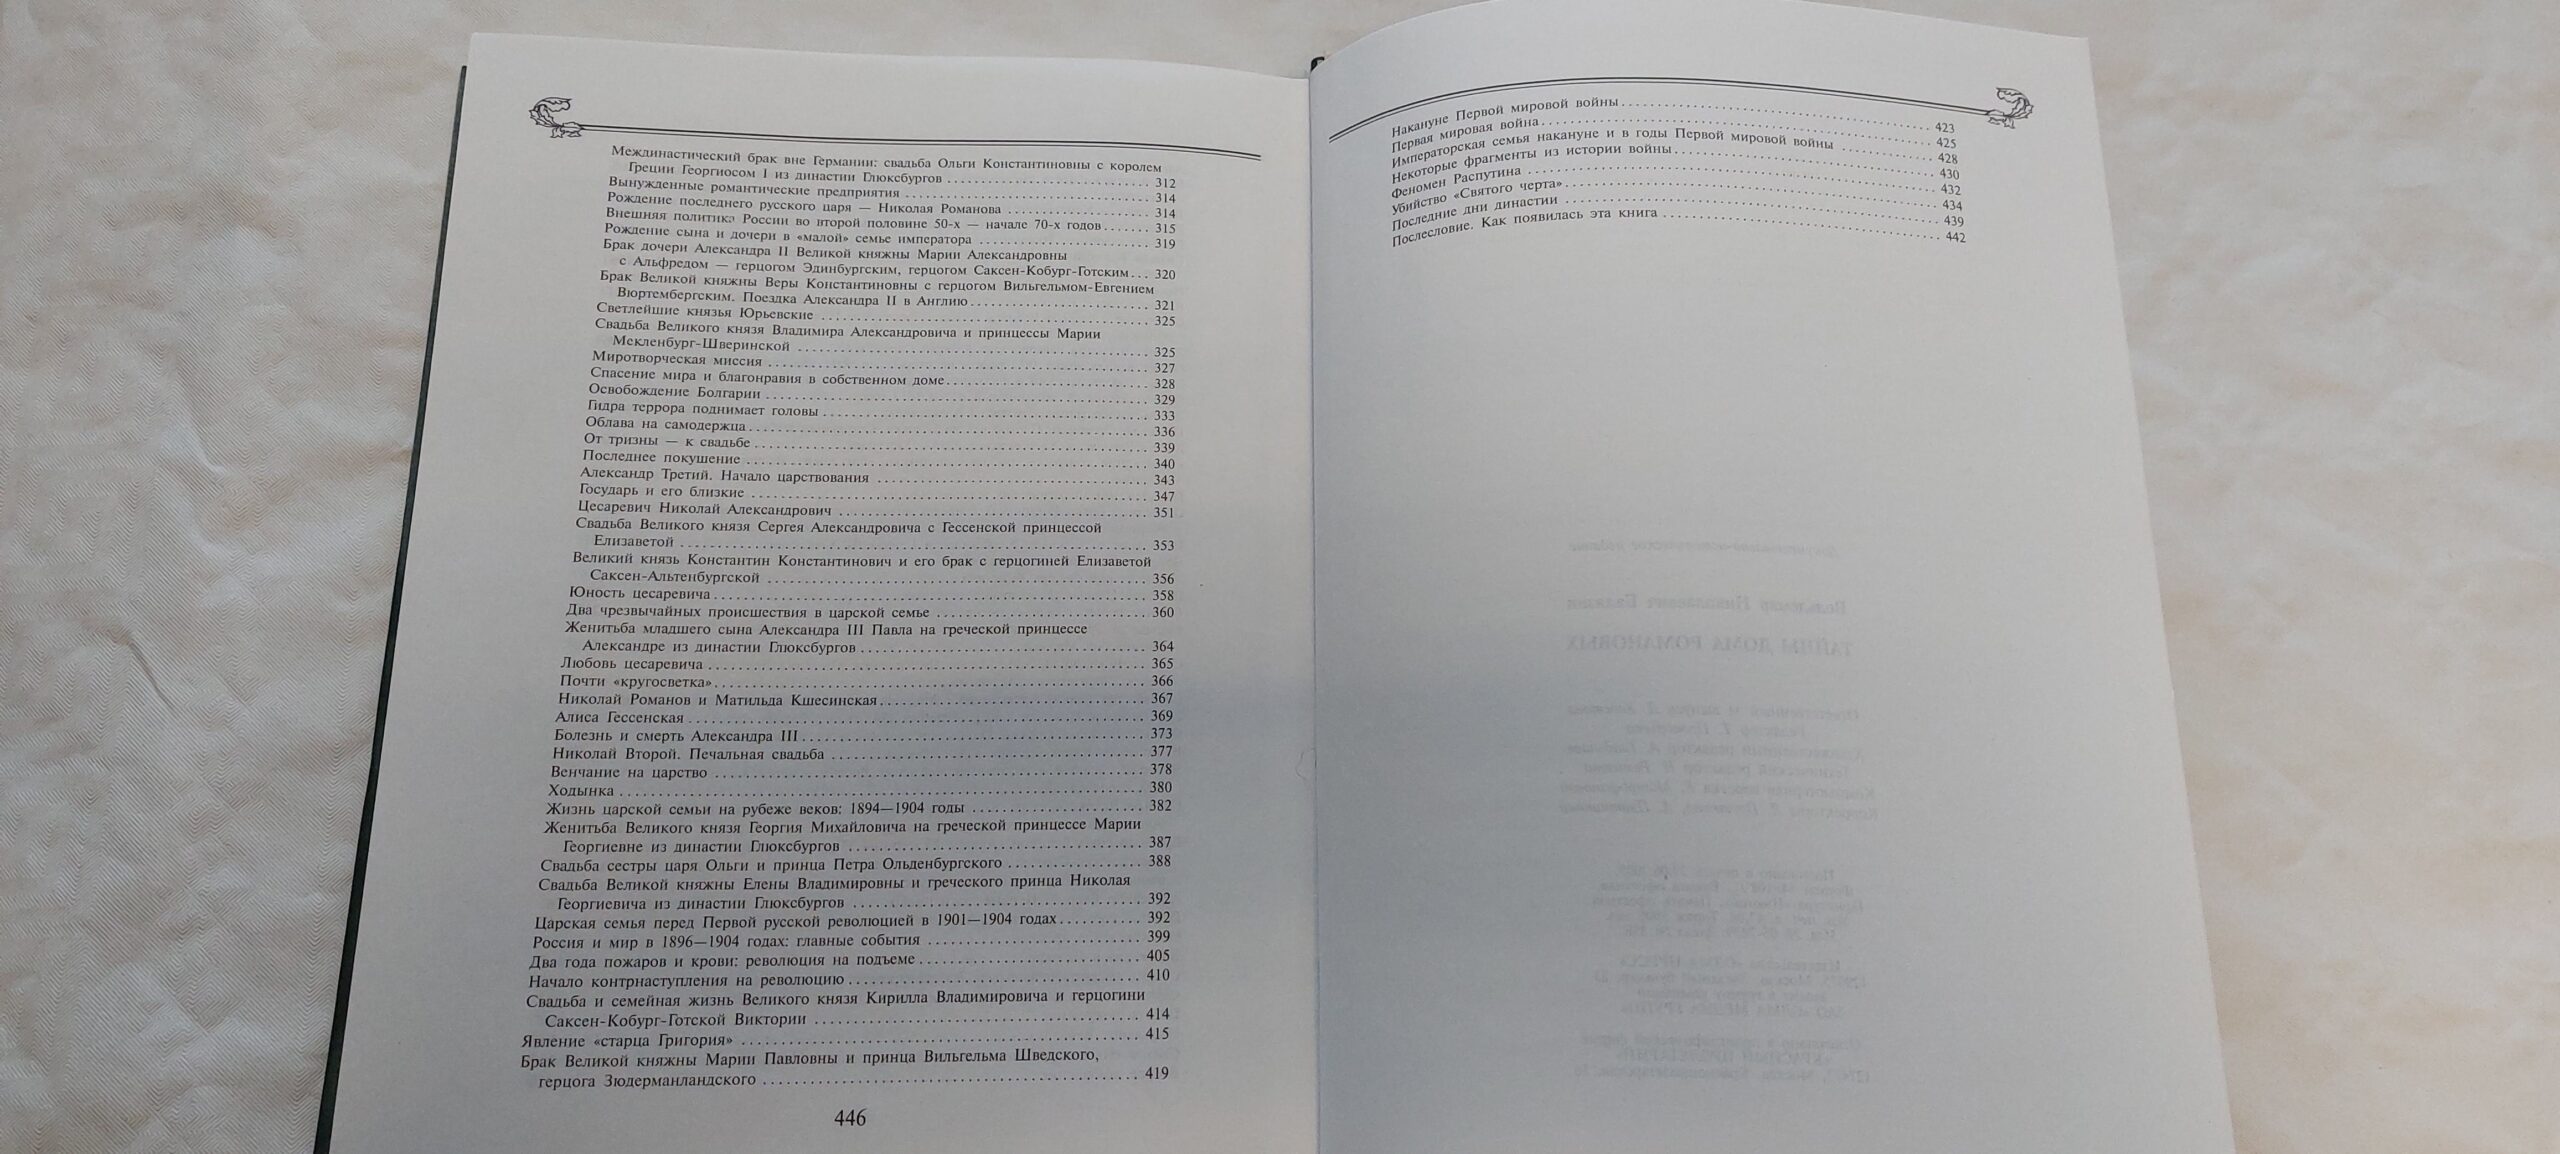 Междинастический брак вне Германии: свадьба Ольги Константиновны с королем
Греции Георгиосом I из династии Глюксбургов ........ 312
Вынужденные романтические предприятия ........ 314
Рождение последнего русского царя — Николая Романова ........ 314
Внешняя политика России во второй половине 50-х — начале 70-х годов ....... 315
Рождение сына и дочери в «малой» семье императора ........ 319
Брак дочери Александра II Великой княжны Марии Александровны
с Альфредом — герцогом Эдинбургским, герцогом Саксен-Кобург-Готским... 320
Брак Великой княжны Веры Константиновны с герцогом Вильгельмом-Евгением
Вюртембергским. Поездка Александра II в Англию ........ 321
Светлейшие князья Юрьевские ........ 325
Свадьба Великого князя Владимира Александровича и принцессы Марии
Мекленбург-Шверинской ........ 325
Миротворческая миссия ........ 327
Спасение мира и благонравия в собственном доме ........ 328
Освобождение Болгарии ........ 329
Гидра террора поднимает головы ........ 333
Облава на самодержца ........ 336
От тризны — к свадьбе ........ 339
Последнее покушение ........ 340
Александр Третий. Начало царствования ........ 343
Государь и его близкие ........ 347
Цесаревич Николай Александрович ........ 351
Свадьба Великого князя Сергея Александровича с Гессенской принцессой
Елизаветой ........ 353
Великий князь Константин Константинович и его брак с герцогиней Елизаветой
Саксен-Альтенбургской ........ 356
Юность цесаревича ........ 358
Два чрезвычайных происшествия в царской семье ........ 360
Женитьба младшего сына Александра III Павла на греческой принцессе
Александре из династии Глюксбургов ........ 364
Любовь цесаревича ........ 365
Почти «кругосветка» ........ 366
Николай Романов и Матильда Кшесинская ........ 367
Алиса Гессенская ........ 369
Болезнь и смерть Александра III ........ 373
Николай Второй. Печальная свадьба ........ 377
Венчание на царство ........ 378
Ходынка ........ 380
Жизнь царской семьи на рубеже веков: 1894—1904 годы ........ 382
Женитьба Великого князя Георгия Михайловича на греческой принцессе Марии
Георгиевне из династии Глюксбургов ........ 387
Свадьба сестры царя Ольги и принца Петра Ольденбургского ........ 388
Свадьба Великой княжны Елены Владимировны и греческого принца Николая
Георгиевича из династии Глюксбургов ........ 392
Царская семья перед Первой русской революцией в 1901—1904 годах ........ 392
Россия и мир в 1896—1904 годах: главные события ........ 399
Два года пожаров и крови: революция на подъеме ........ 405
Начало контрнаступления на революцию ........ 410
Свадьба и семейная жизнь Великого князя Кирилла Владимировича и герцогини
Саксен-Кобург-Готской Виктории ........ 414
Явление «старца Григория» ........ 415
Брак Великой княжны Марии Павловны и принца Вильгельма Шведского,
герцога Зюдерманландского ........ 419
446
Накануне Первой мировой войны ........ 423
Первая мировая война ........ 425
Императорская семья накануне и в годы Первой мировой войны ........ 428
Некоторые фрагменты из истории войны ........ 430
Феномен Распутина ........ 432
Убийство «Святого черта» ........ 434
Последние дни династии ........ 439
Послесловие. Как появилась эта книга ........ 442